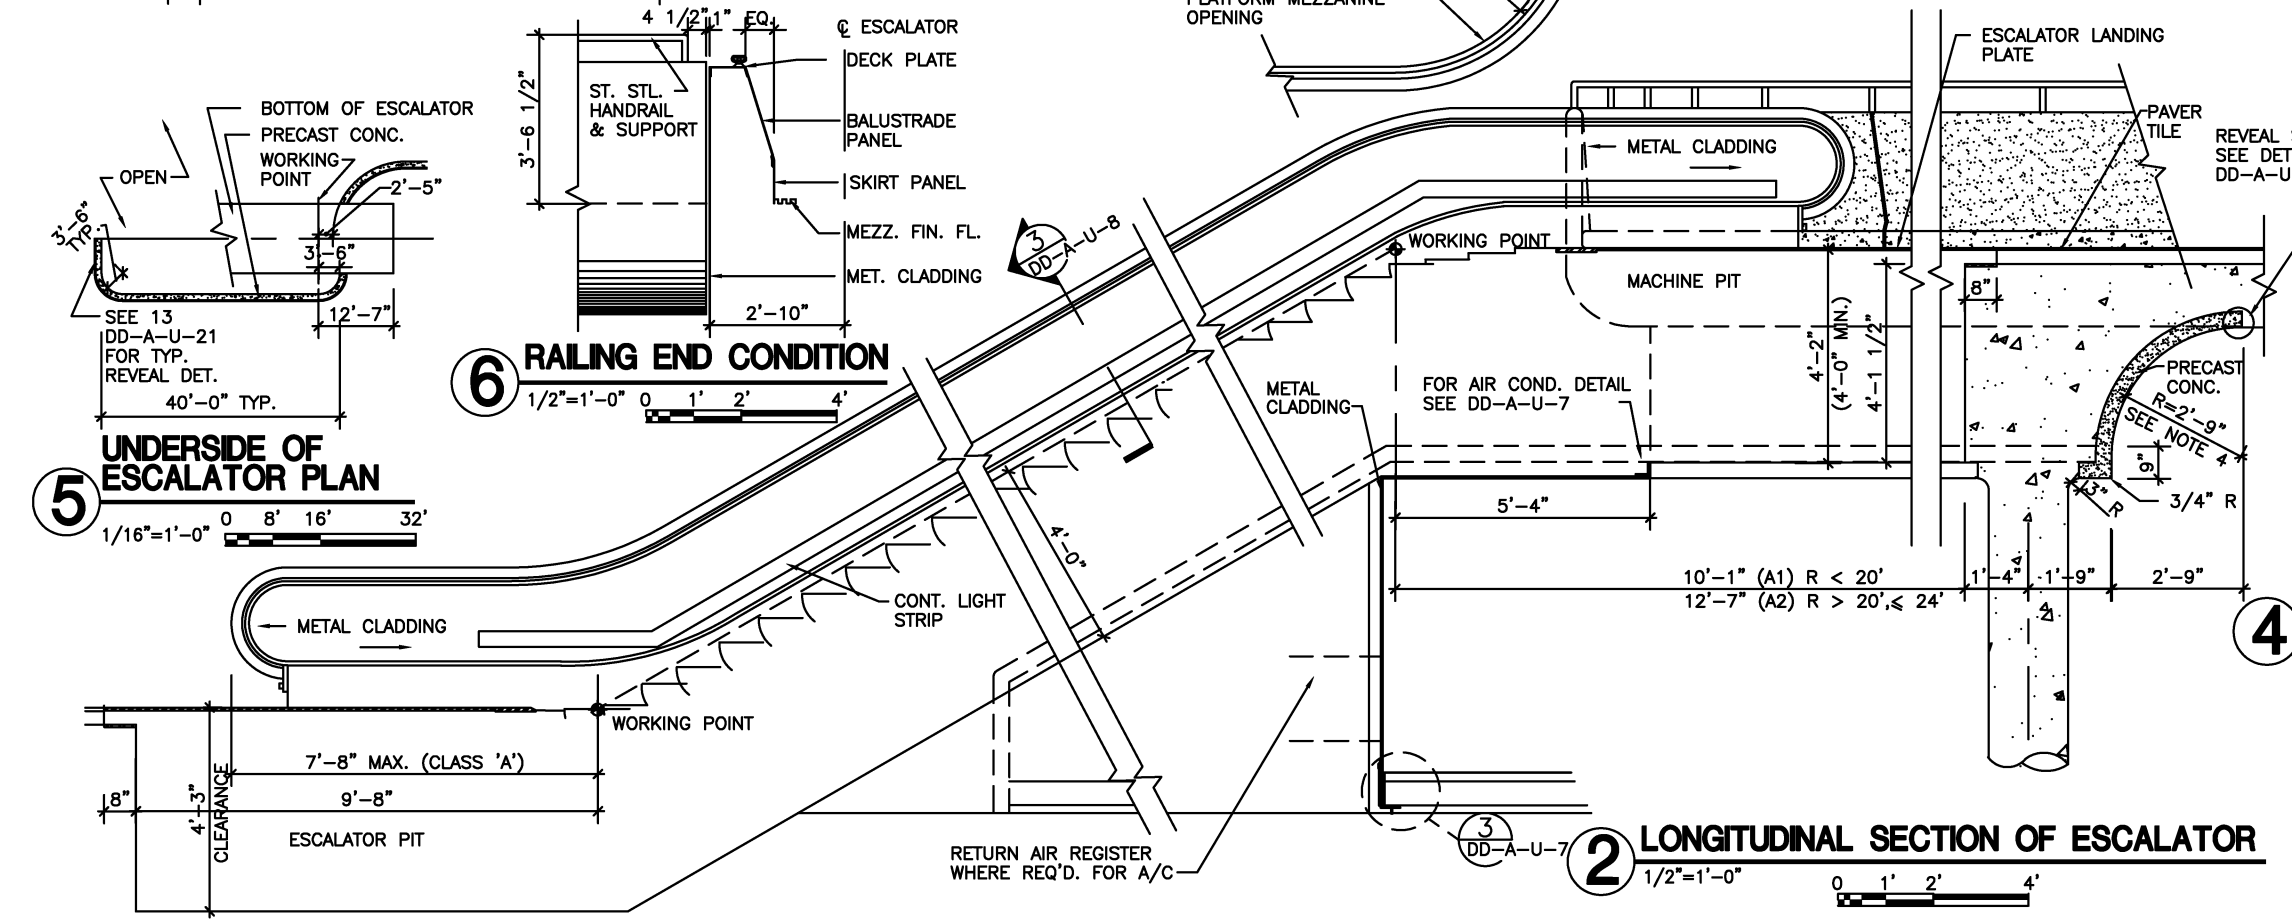 4 1/2" 1" EQ.
℄ ESCALATOR
DECK PLATE
ST. STL.
HANDRAIL
& SUPPORT
3'-6 1/2"
BALUSTRADE
PANEL
SKIRT PANEL
MEZZ. FIN. FL.
MET. CLADDING
2'-10"
6 RAILING END CONDITION
1/2"=1'-0" 0 1' 2' 4'
BOTTOM OF ESCALATOR
PRECAST CONC.
WORKING
POINT
OPEN
2'-5"
3'-6"
TYP.
3'-6"
12'-7"
SEE 13
DD-A-U-21
FOR TYP.
REVEAL DET.
40'-0" TYP.
5 UNDERSIDE OF
ESCALATOR PLAN
1/16"=1'-0" 0 8' 16' 32'
PLATFORM MEZZANINE
OPENING
ESCALATOR LANDING
PLATE
PAVER
TILE
REVEAL
SEE DET
DD-A-U
METAL CLADDING
3
DD-A-U-8
WORKING POINT
MACHINE PIT
4'-2"
(4'-0" MIN.)
4'-1 1/2"
8"
METAL
CLADDING
FOR AIR COND. DETAIL
SEE DD-A-U-7
PRECAST
CONC.
R=2'-9"
SEE NOTE 4
9"
3" R
3/4" R
5'-4"
4'-0"
10'-1" (A1) R < 20'
12'-7" (A2) R > 20',⩽ 24'
1'-4"
1'-9"
2'-9"
4
CONT. LIGHT
STRIP
METAL CLADDING
WORKING POINT
7'-8" MAX. (CLASS 'A')
8"
9'-8"
4'-3"
CLEARANCE
ESCALATOR PIT
RETURN AIR REGISTER
WHERE REQ'D. FOR A/C
3
DD-A-U-7
2 LONGITUDINAL SECTION OF ESCALATOR
1/2"=1'-0" 0 1' 2' 4'